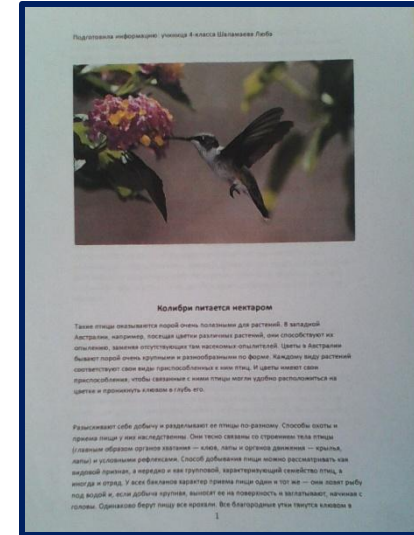 Подготовила информацию: ученица 4-класса Шаламаева Люба
Колибри питается нектаром
Такие птицы оказываются порой очень полезными для растений. В западной
Австралии, например, посещая цветки различных растений, они способствуют их
опылению, заменяя отсутствующих там насекомых-опылителей. Цветы в Австралии
бывают порой очень крупными и разнообразными по форме. Каждому виду растений
соответствуют свои виды приспособленных к ним птиц. И цветы имеют свои
приспособления, чтобы связанные с ними птицы могли удобно расположиться на
цветке и проникнуть клювом в глубь его.
Разыскивают себе добычу и разделывают ее птицы по-разному. Способы охоты и
приема пищи у них наследственны. Они тесно связаны со строением тела птицы
(главным образом органов хватания — клюв, лапы и органов движения — крылья,
лапы) и условными рефлексами. Способ добывания пищи можно рассматривать как
видовой признак, а нередко и как групповой, характеризующий семейство птиц, а
иногда и отряд. У всех бакланов характер приема пищи один и тот же — они ловят рыбу
под водой и, если добыча крупная, выносят ее на поверхность и заглатывают, начиная с
головы. Одинаково берут пищу все крохали. Все благородные утки тянутся клювом в
1